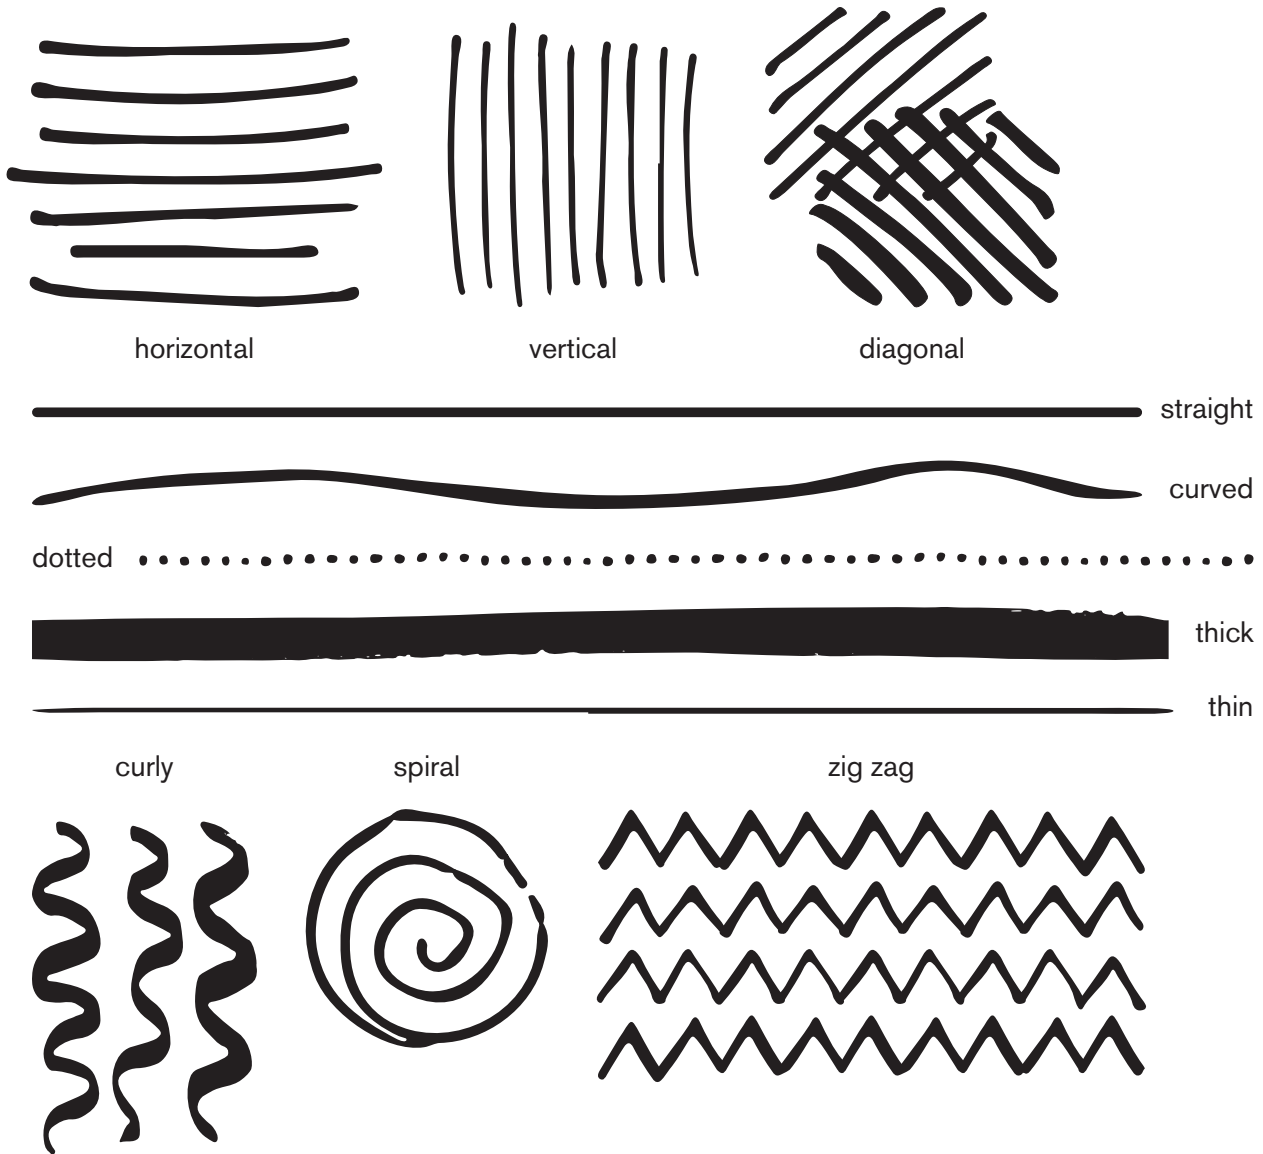 horizontal
vertical
diagonal
straight
curved
dotted
thick
thin
curly
spiral
zig zag